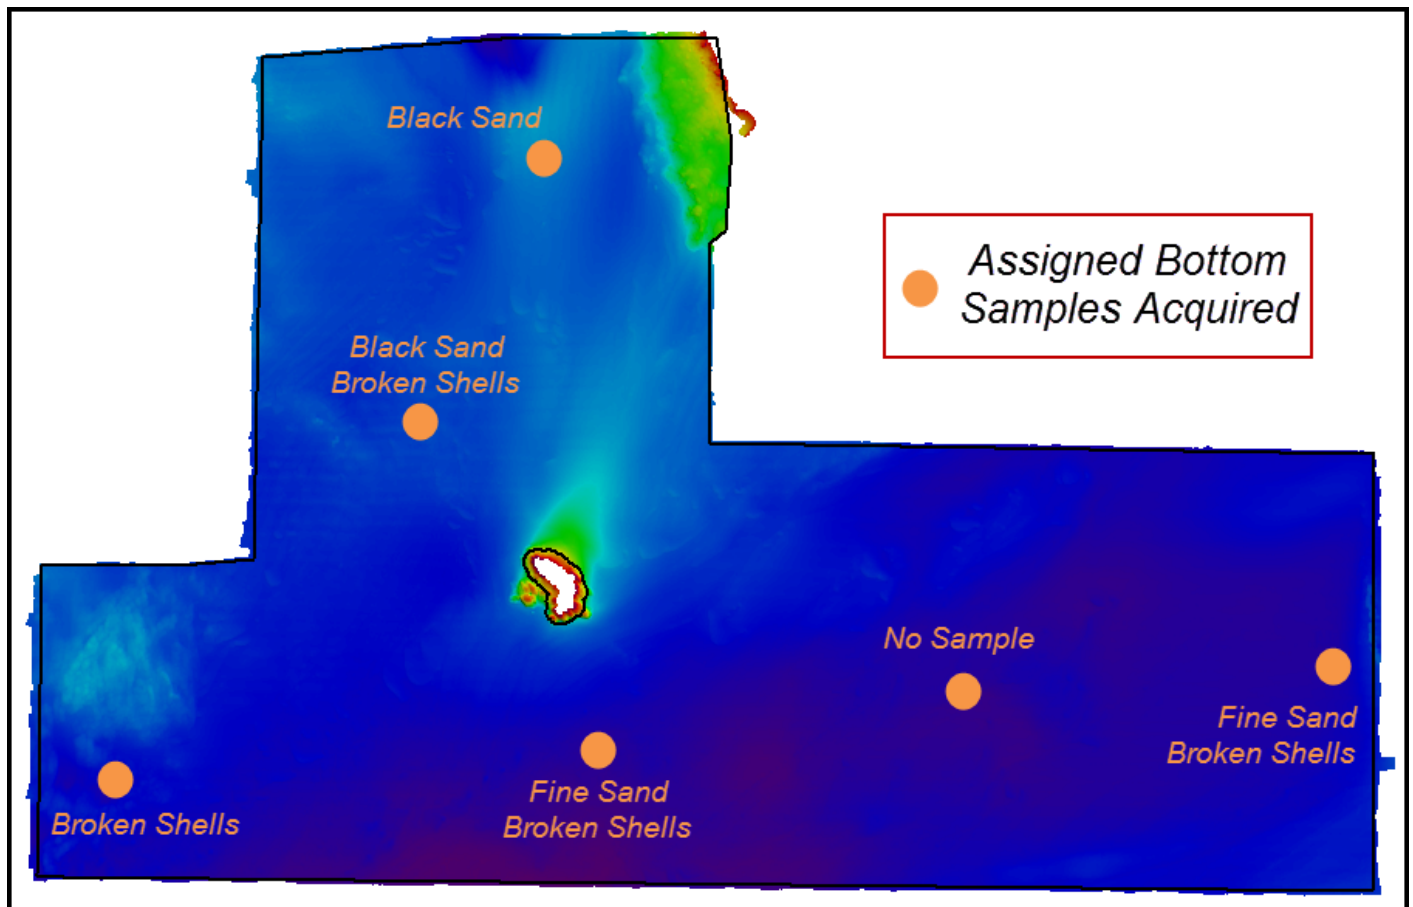 Black Sand
Assigned Bottom
Samples Acquired
Black Sand
Broken Shells
No Sample
Fine Sand
Broken Shells
Fine Sand
Broken Shells
Broken Shells